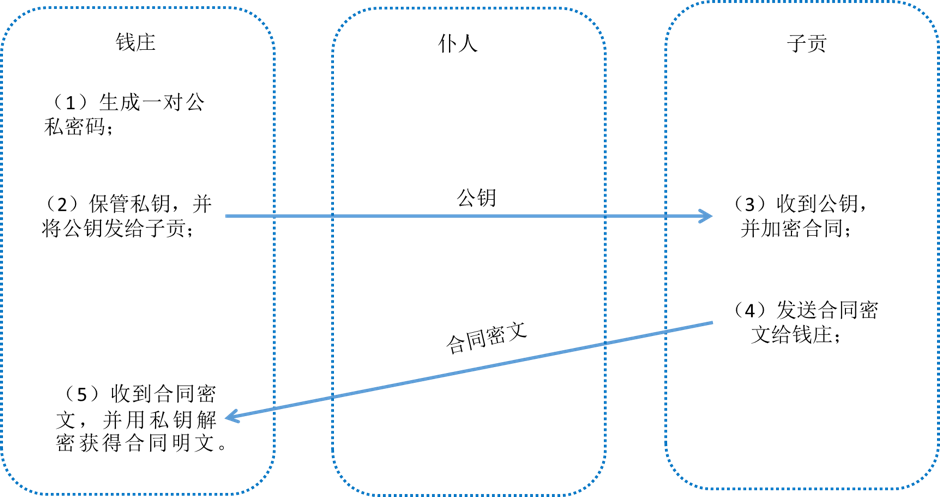 钱庄
仆人
子贡
（1）生成一对公
私密码；
（2）保管私钥，并
将公钥发给子贡；
公钥
（3）收到公钥，
并加密合同；
（4）发送合同密
文给钱庄；
合同密文
（5）收到合同密
文，并用私钥解
密获得合同明文。